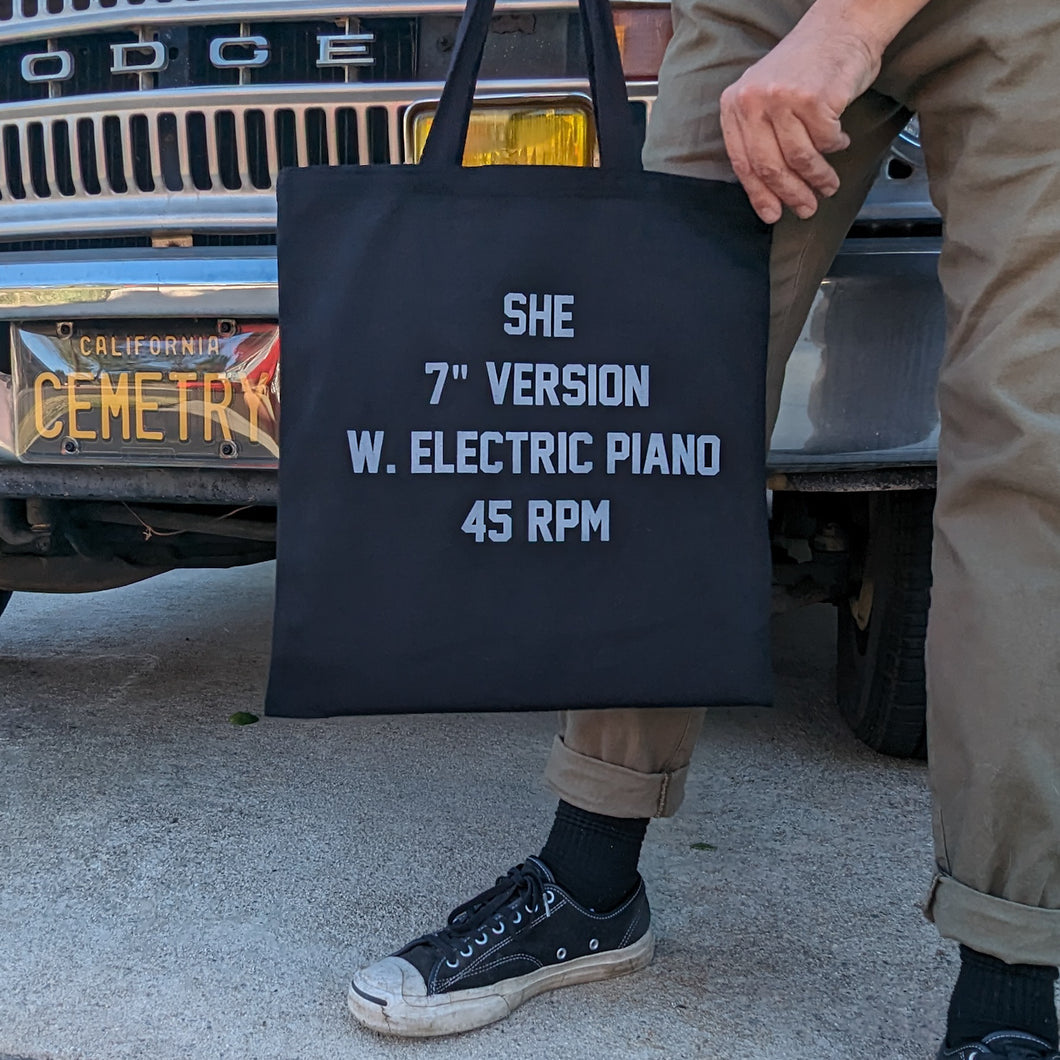 ODGE
CALIFORNIA
CEMETRY
SHE
7" VERSION
W. ELECTRIC PIANO
45 RPM